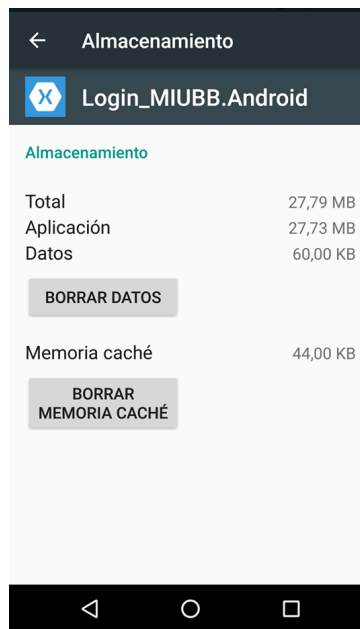 Almacenamiento
Login_MIUBB.Android
Almacenamiento
Total 27,79 MB
Aplicación 27,73 MB
Datos 60,00 KB
BORRAR DATOS
Memoria caché 44,00 KB
BORRAR
MEMORIA CACHÉ